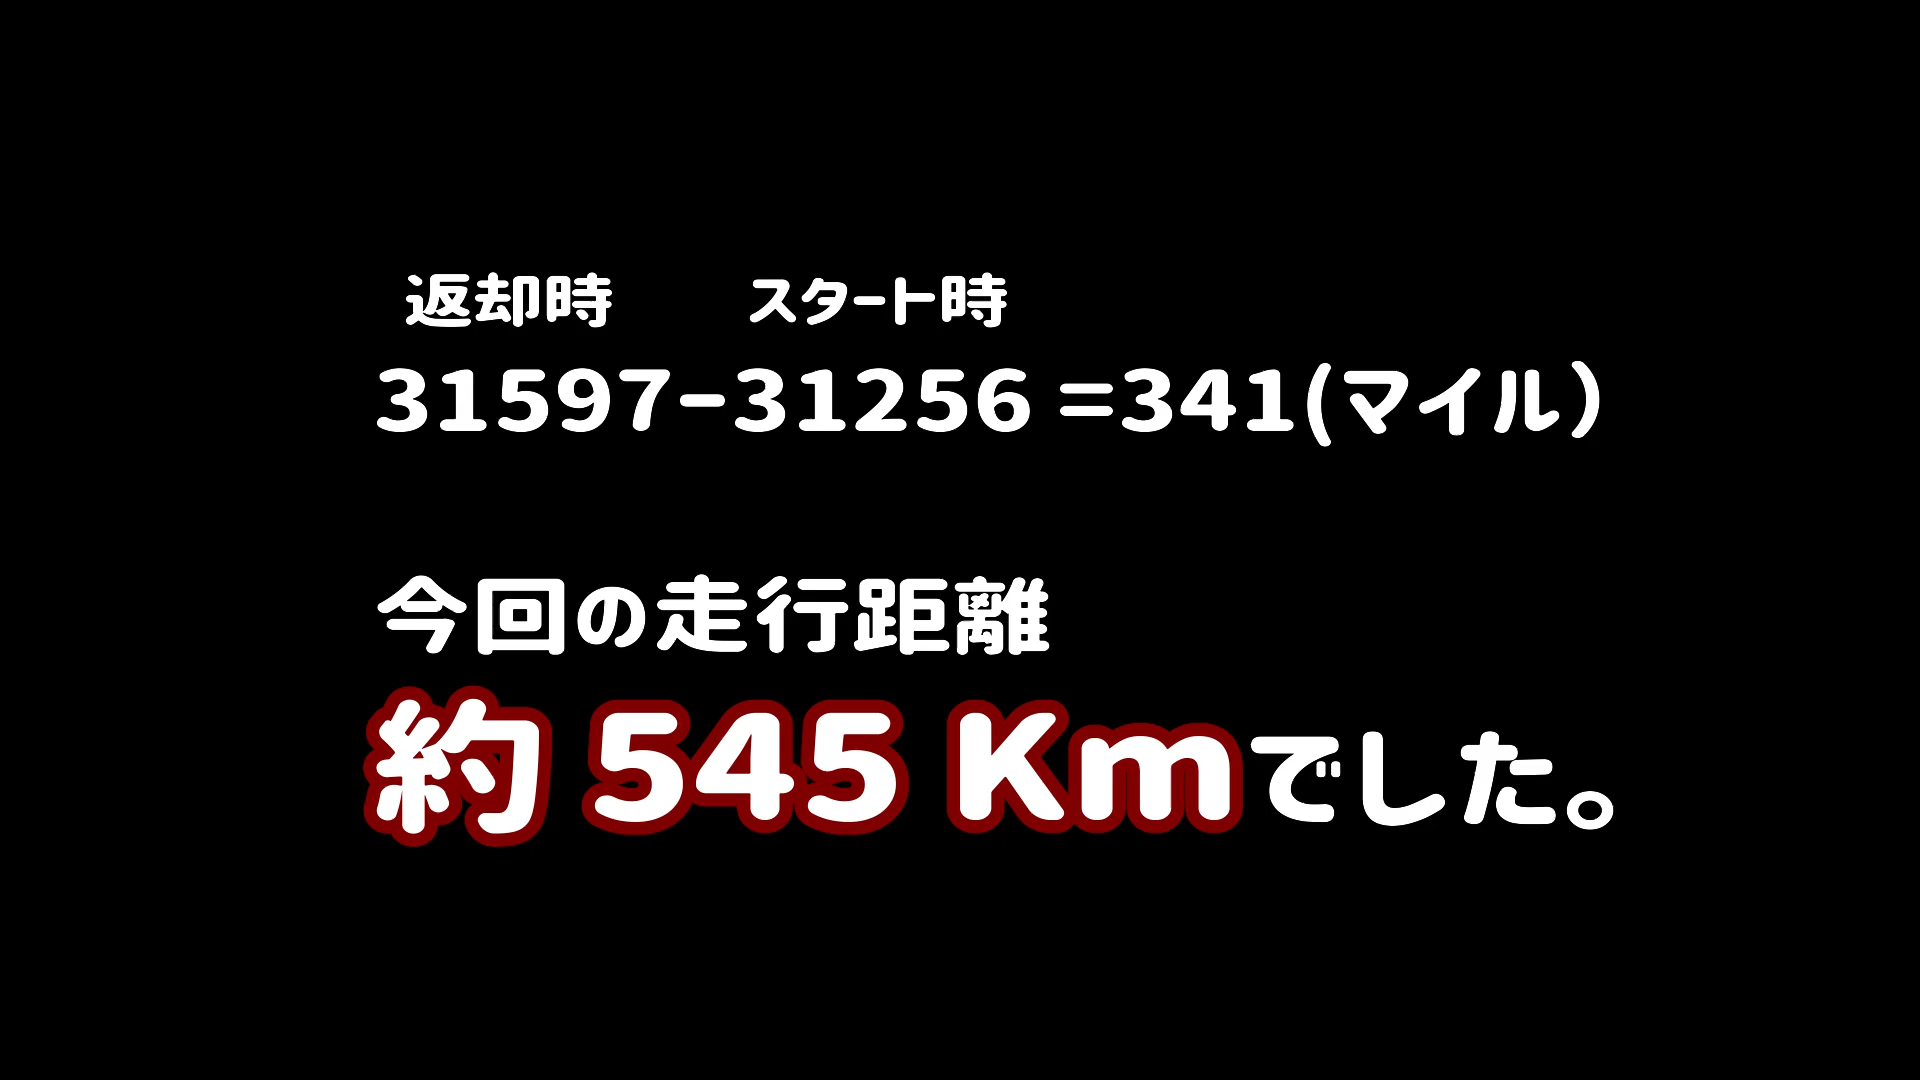 返却時 スタート時
31597-31256 =341(マイル）
今回の走行距離
約 545 Kmでした。